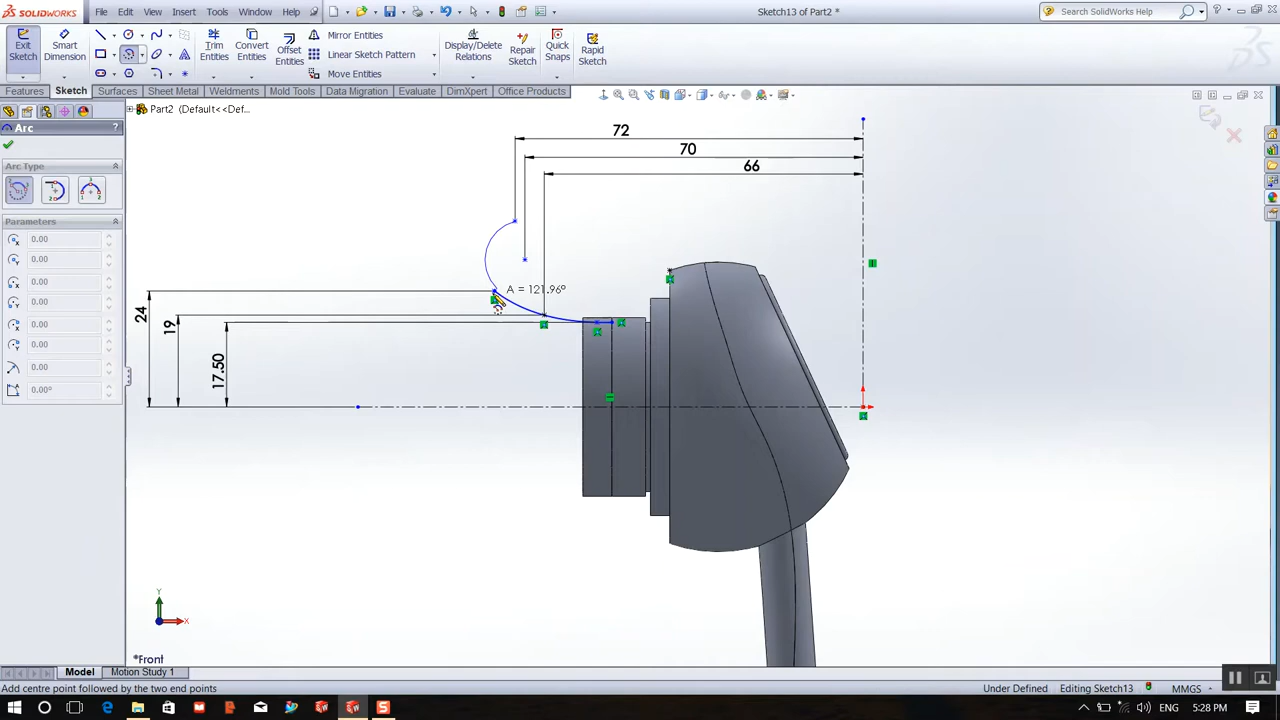 SOLIDWORKS File Edit View Insert Tools Window Help Sketch13 of Part2 * Search SolidWorks Help
Exit Sketch Smart Dimension Trim Entities Convert Entities Offset Entities Mirror Entities Linear Sketch Pattern Move Entities Display/Delete Relations Repair Sketch Quick Snaps Rapid Sketch
Features Sketch Surfaces Sheet Metal Weldments Mold Tools Data Migration Evaluate DimXpert Office Products
Part2 (Default<<Def...
Arc ?
Arc Type
Parameters
0.00
0.00
0.00
0.00
0.00
0.00
0.00
0.00°
72
70
66
A = 121.96°
24
19
17.50
Y
X
*Front
Model Motion Study 1
Add centre point followed by the two end points Under Defined Editing Sketch13 MMGS
ENG 5:28 PM